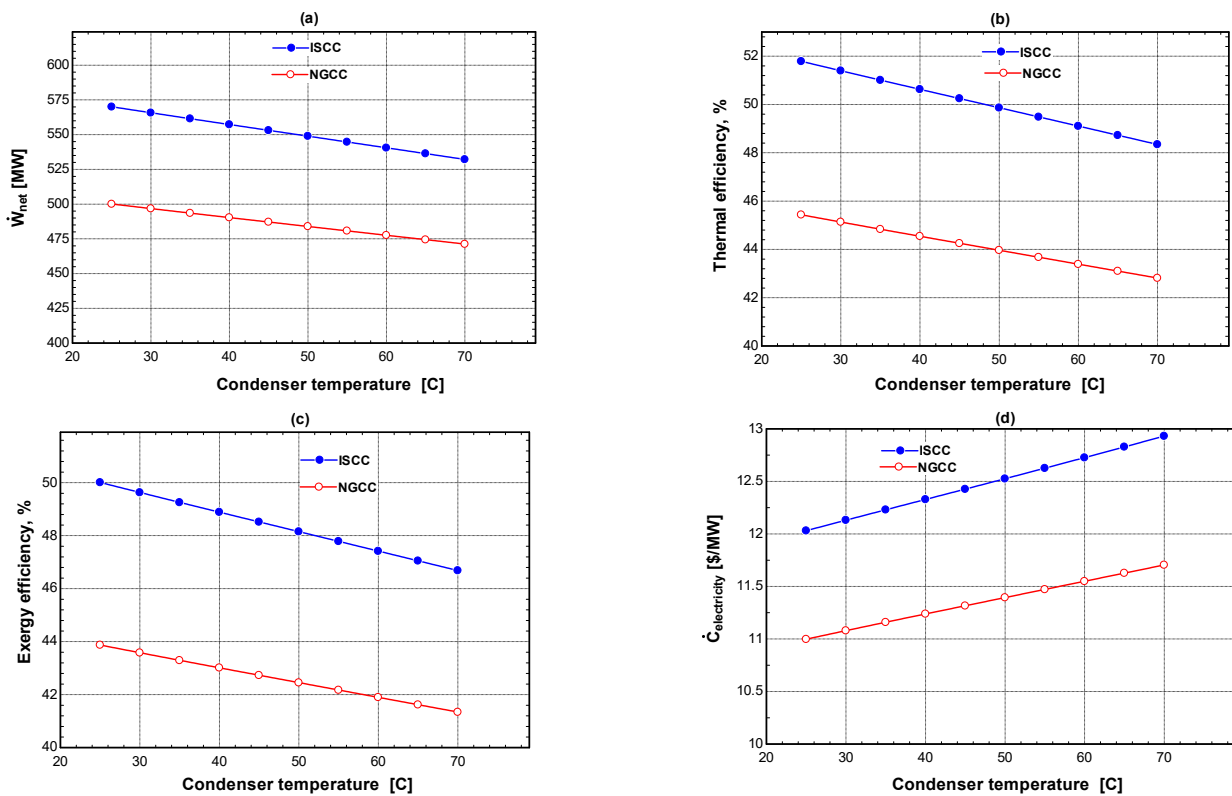 (a)
ISCC
NGCC
600
575
550
525
500
475
450
425
400
Ẇnet [MW]
20 30 40 50 60 70
Condenser temperature [C]
(b)
ISCC
NGCC
52
50
48
46
44
42
40
Thermal efficiency, %
20 30 40 50 60 70
Condenser temperature [C]
(c)
ISCC
NGCC
50
48
46
44
42
40
Exergy efficiency, %
20 30 40 50 60 70
Condenser temperature [C]
(d)
ISCC
NGCC
13
12.5
12
11.5
11
10.5
10
Ċelectricity [$/MW]
20 30 40 50 60 70
Condenser temperature [C]